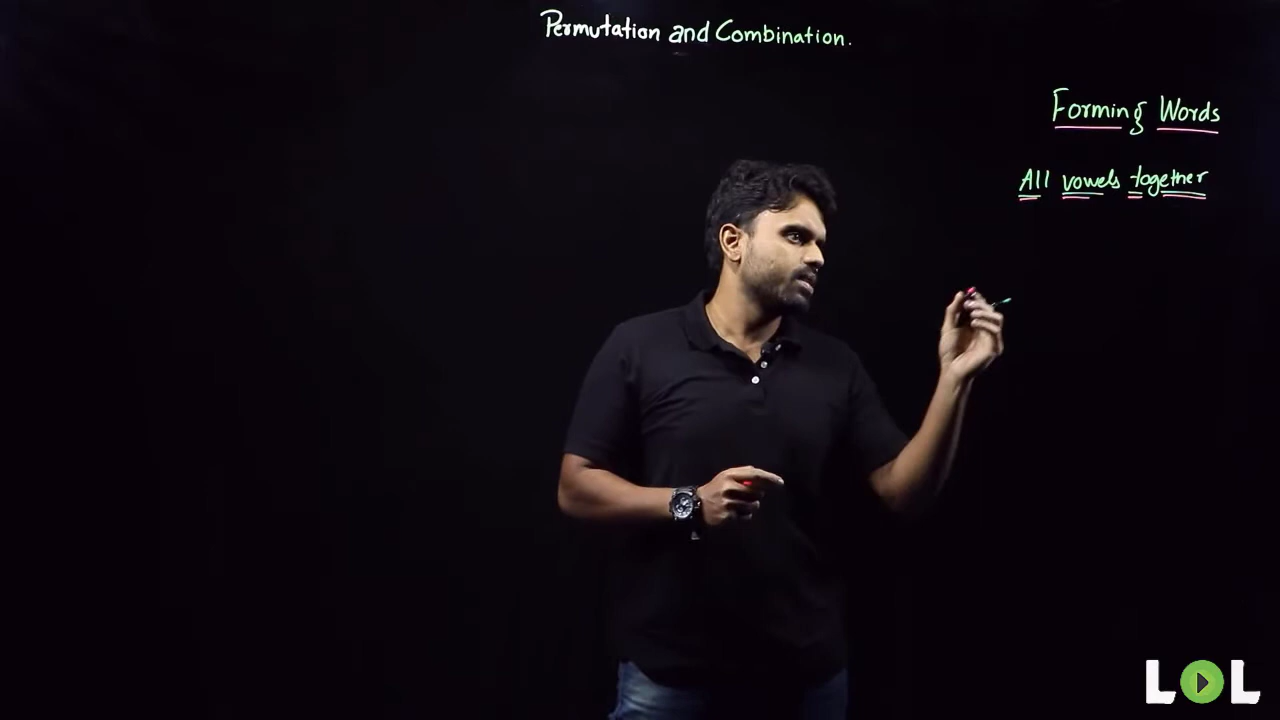 Permutation and Combination.
Forming Words
All vowels together
LOL